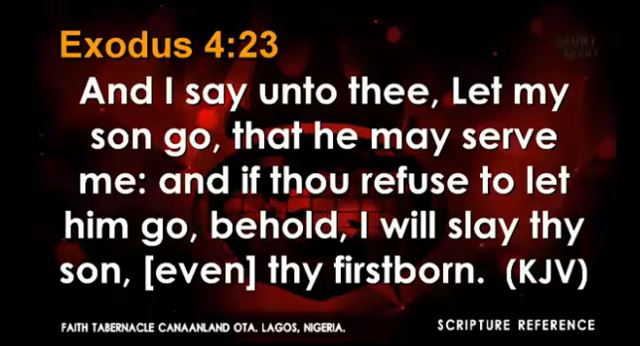 Exodus 4:23
And I say unto thee, Let my
son go, that he may serve
me: and if thou refuse to let
him go, behold, I will slay thy
son, [even] thy firstborn. (KJV)
FAITH TABERNACLE CANAANLAND OTA. LAGOS, NIGERIA.
SCRIPTURE REFERENCE